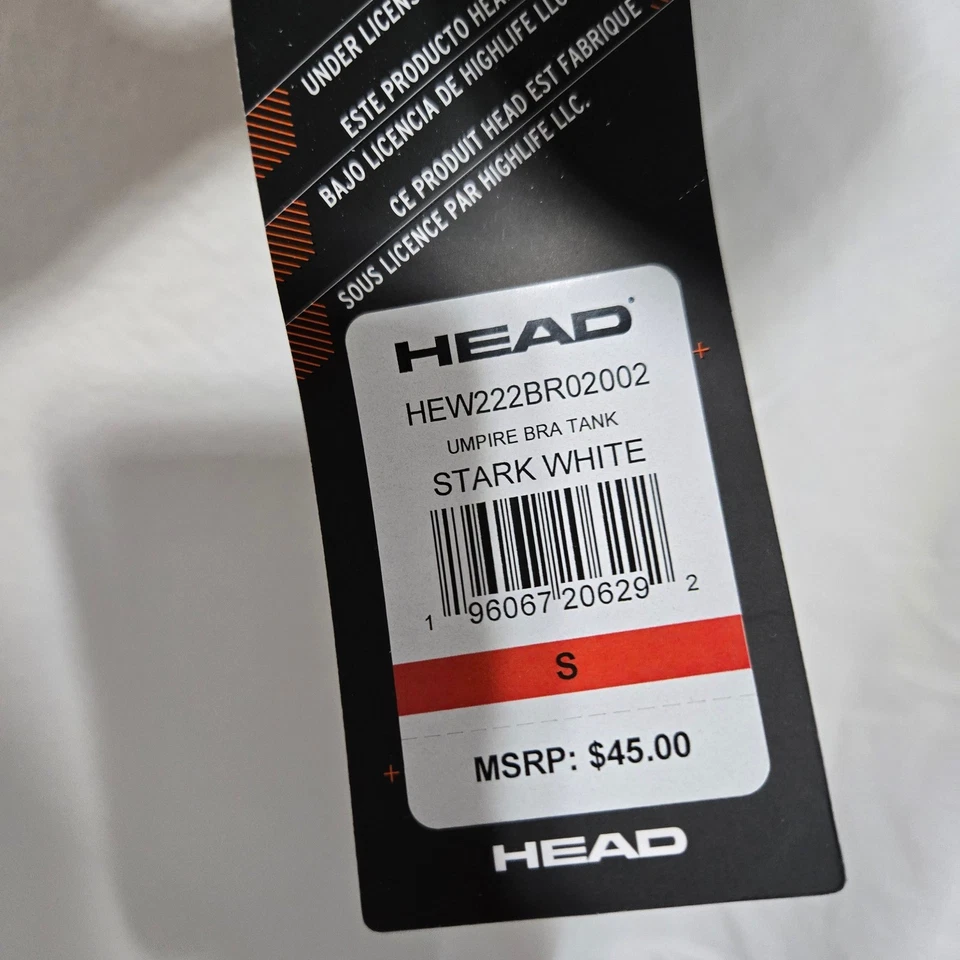 UNDER LICENS
ESTE PRODUCTO HEA
BAJO LICENCIA DE HIGHLIFE LLC
CE PRODUIT HEAD EST FABRIQUE
SOUS LICENCE PAR HIGHLIFE LLC.
HEAD
HEW222BR02002
UMPIRE BRA TANK
STARK WHITE
1 96067 20629 2
S
MSRP: $45.00
HEAD